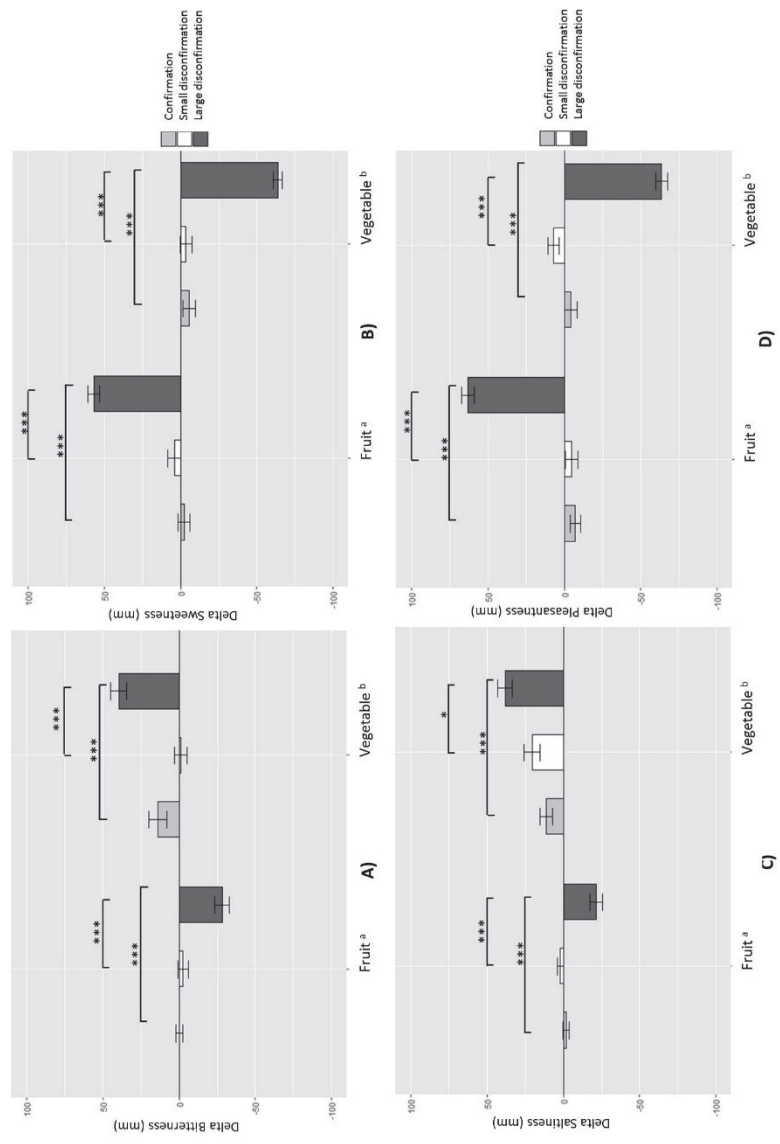 Delta Bitterness (mm)
100
50
0
-50
-100
***
***
***
***
Fruit ᵃ
Vegetable ᵇ
A)
Delta Sweetness (mm)
100
50
0
-50
-100
***
***
***
***
Fruit ᵃ
Vegetable ᵇ
B)
Confirmation
Small disconfirmation
Large disconfirmation
Delta Saltiness (mm)
100
50
0
-50
-100
***
***
*
***
Fruit ᵃ
Vegetable ᵇ
C)
Delta Pleasantness (mm)
100
50
0
-50
-100
***
***
***
***
Fruit ᵃ
Vegetable ᵇ
D)
Confirmation
Small disconfirmation
Large disconfirmation